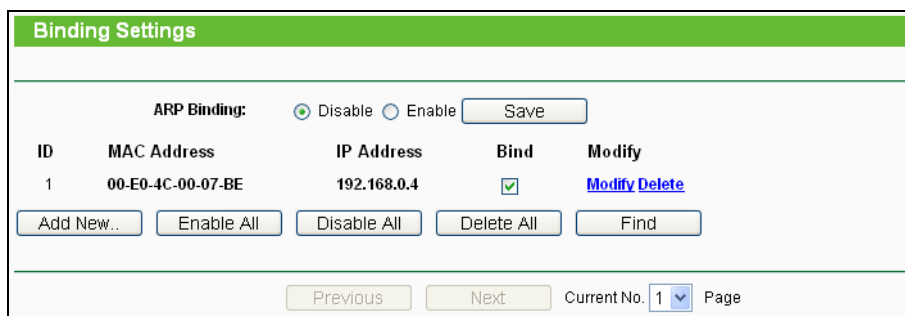 Binding Settings
ARP Binding: Disable Enable Save
ID MAC Address IP Address Bind Modify
1 00-E0-4C-00-07-BE 192.168.0.4 Modify Delete
Add New.. Enable All Disable All Delete All Find
Previous Next Current No. 1 Page